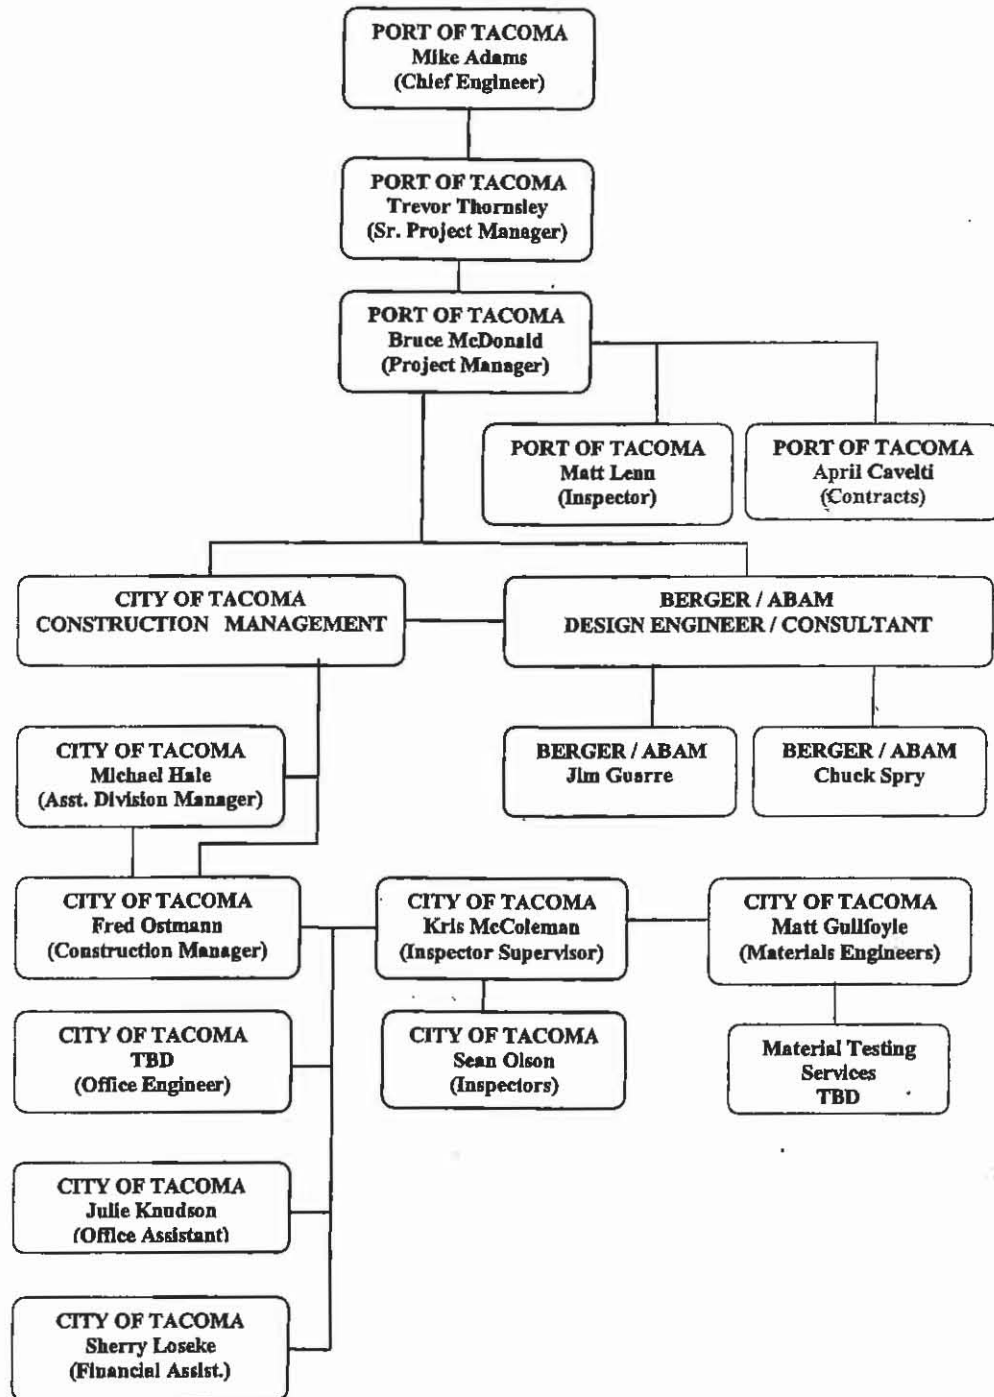 PORT OF TACOMA
Mike Adams
(Chief Engineer)
PORT OF TACOMA
Trevor Thornsley
(Sr. Project Manager)
PORT OF TACOMA
Bruce McDonald
(Project Manager)
PORT OF TACOMA
Matt Lenn
(Inspector)
PORT OF TACOMA
April Cavelti
(Contracts)
CITY OF TACOMA
CONSTRUCTION MANAGEMENT
BERGER / ABAM
DESIGN ENGINEER / CONSULTANT
CITY OF TACOMA
Michael Hale
(Asst. Division Manager)
BERGER / ABAM
Jim Guarre
BERGER / ABAM
Chuck Spry
CITY OF TACOMA
Fred Ostmann
(Construction Manager)
CITY OF TACOMA
Kris McColeman
(Inspector Supervisor)
CITY OF TACOMA
Matt Guilfoyle
(Materials Engineers)
CITY OF TACOMA
TBD
(Office Engineer)
CITY OF TACOMA
Sean Olson
(Inspectors)
Material Testing
Services
TBD
CITY OF TACOMA
Julie Knudson
(Office Assistant)
CITY OF TACOMA
Sherry Loseke
(Financial Assist.)